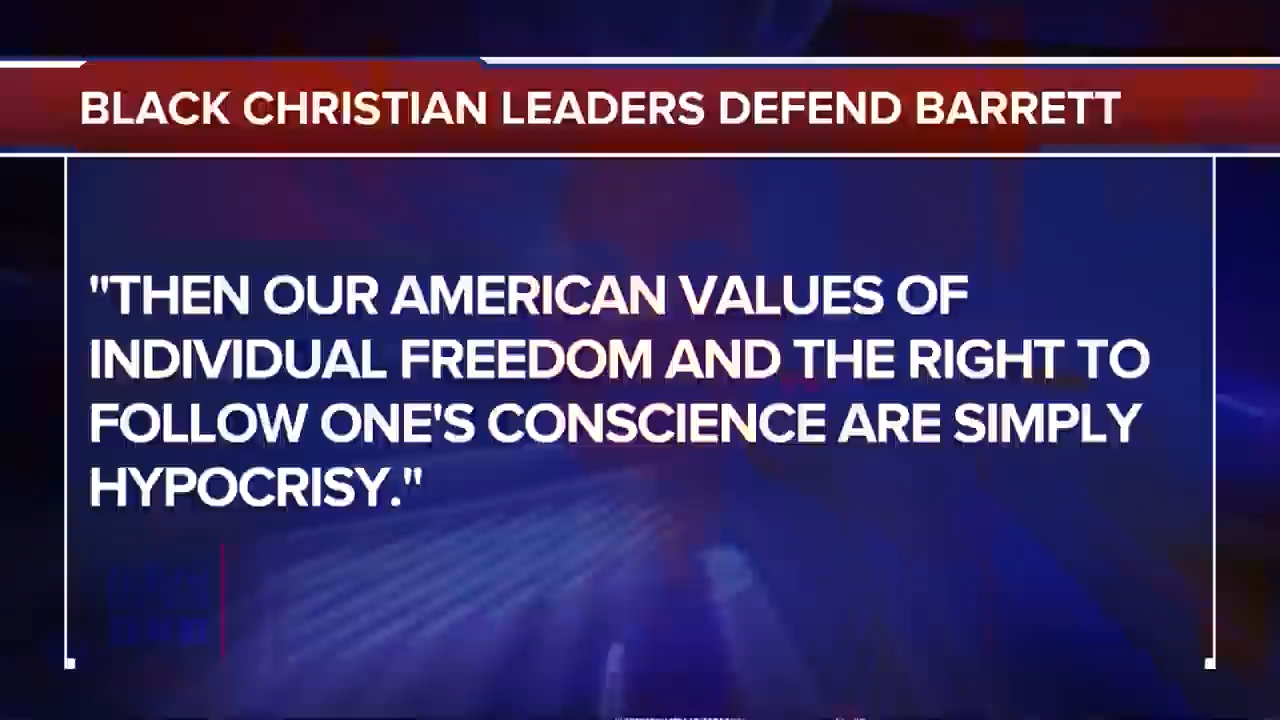 BLACK CHRISTIAN LEADERS DEFEND BARRETT
"THEN OUR AMERICAN VALUES OF
INDIVIDUAL FREEDOM AND THE RIGHT TO
FOLLOW ONE'S CONSCIENCE ARE SIMPLY
HYPOCRISY."